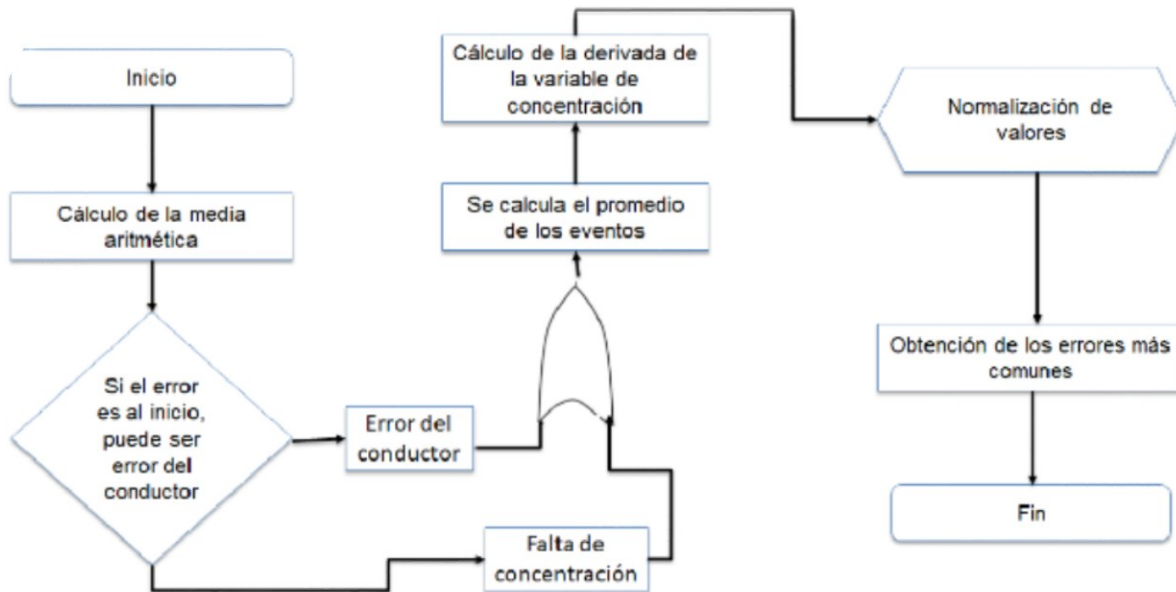 Inicio
Cálculo de la media
aritmética
Si el error
es al inicio,
puede ser
error del
conductor
Error del
conductor
Falta de
concentración
Se calcula el promedio
de los eventos
Cálculo de la derivada de
la variable de
concentración
Normalización de
valores
Obtención de los errores más
comunes
Fin